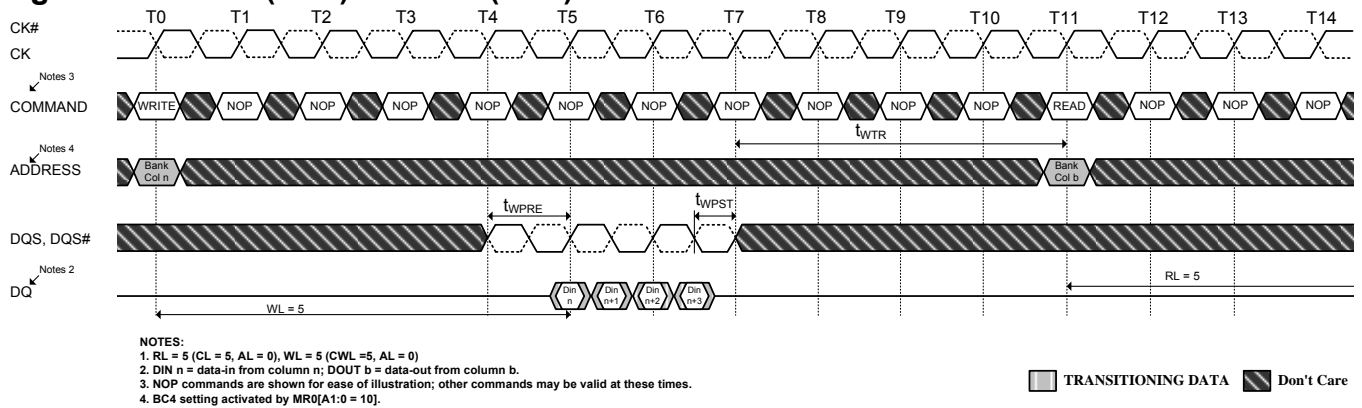 T0 T1 T2 T3 T4 T5 T6 T7 T8 T9 T10 T11 T12 T13 T14
CK#
CK
Notes 3
COMMAND WRITE NOP NOP NOP NOP NOP NOP NOP NOP NOP NOP READ NOP NOP NOP
tWTR
Notes 4
ADDRESS Bank Col n Bank Col b
tWPRE tWPST
DQS, DQS#
Notes 2
DQ Din n Din n+1 Din n+2 Din n+3
RL = 5
WL = 5
NOTES:
1. RL = 5 (CL = 5, AL = 0), WL = 5 (CWL =5, AL = 0)
2. DIN n = data-in from column n; DOUT b = data-out from column b.
3. NOP commands are shown for ease of illustration; other commands may be valid at these times.
4. BC4 setting activated by MR0[A1:0 = 10].
TRANSITIONING DATA Don't Care